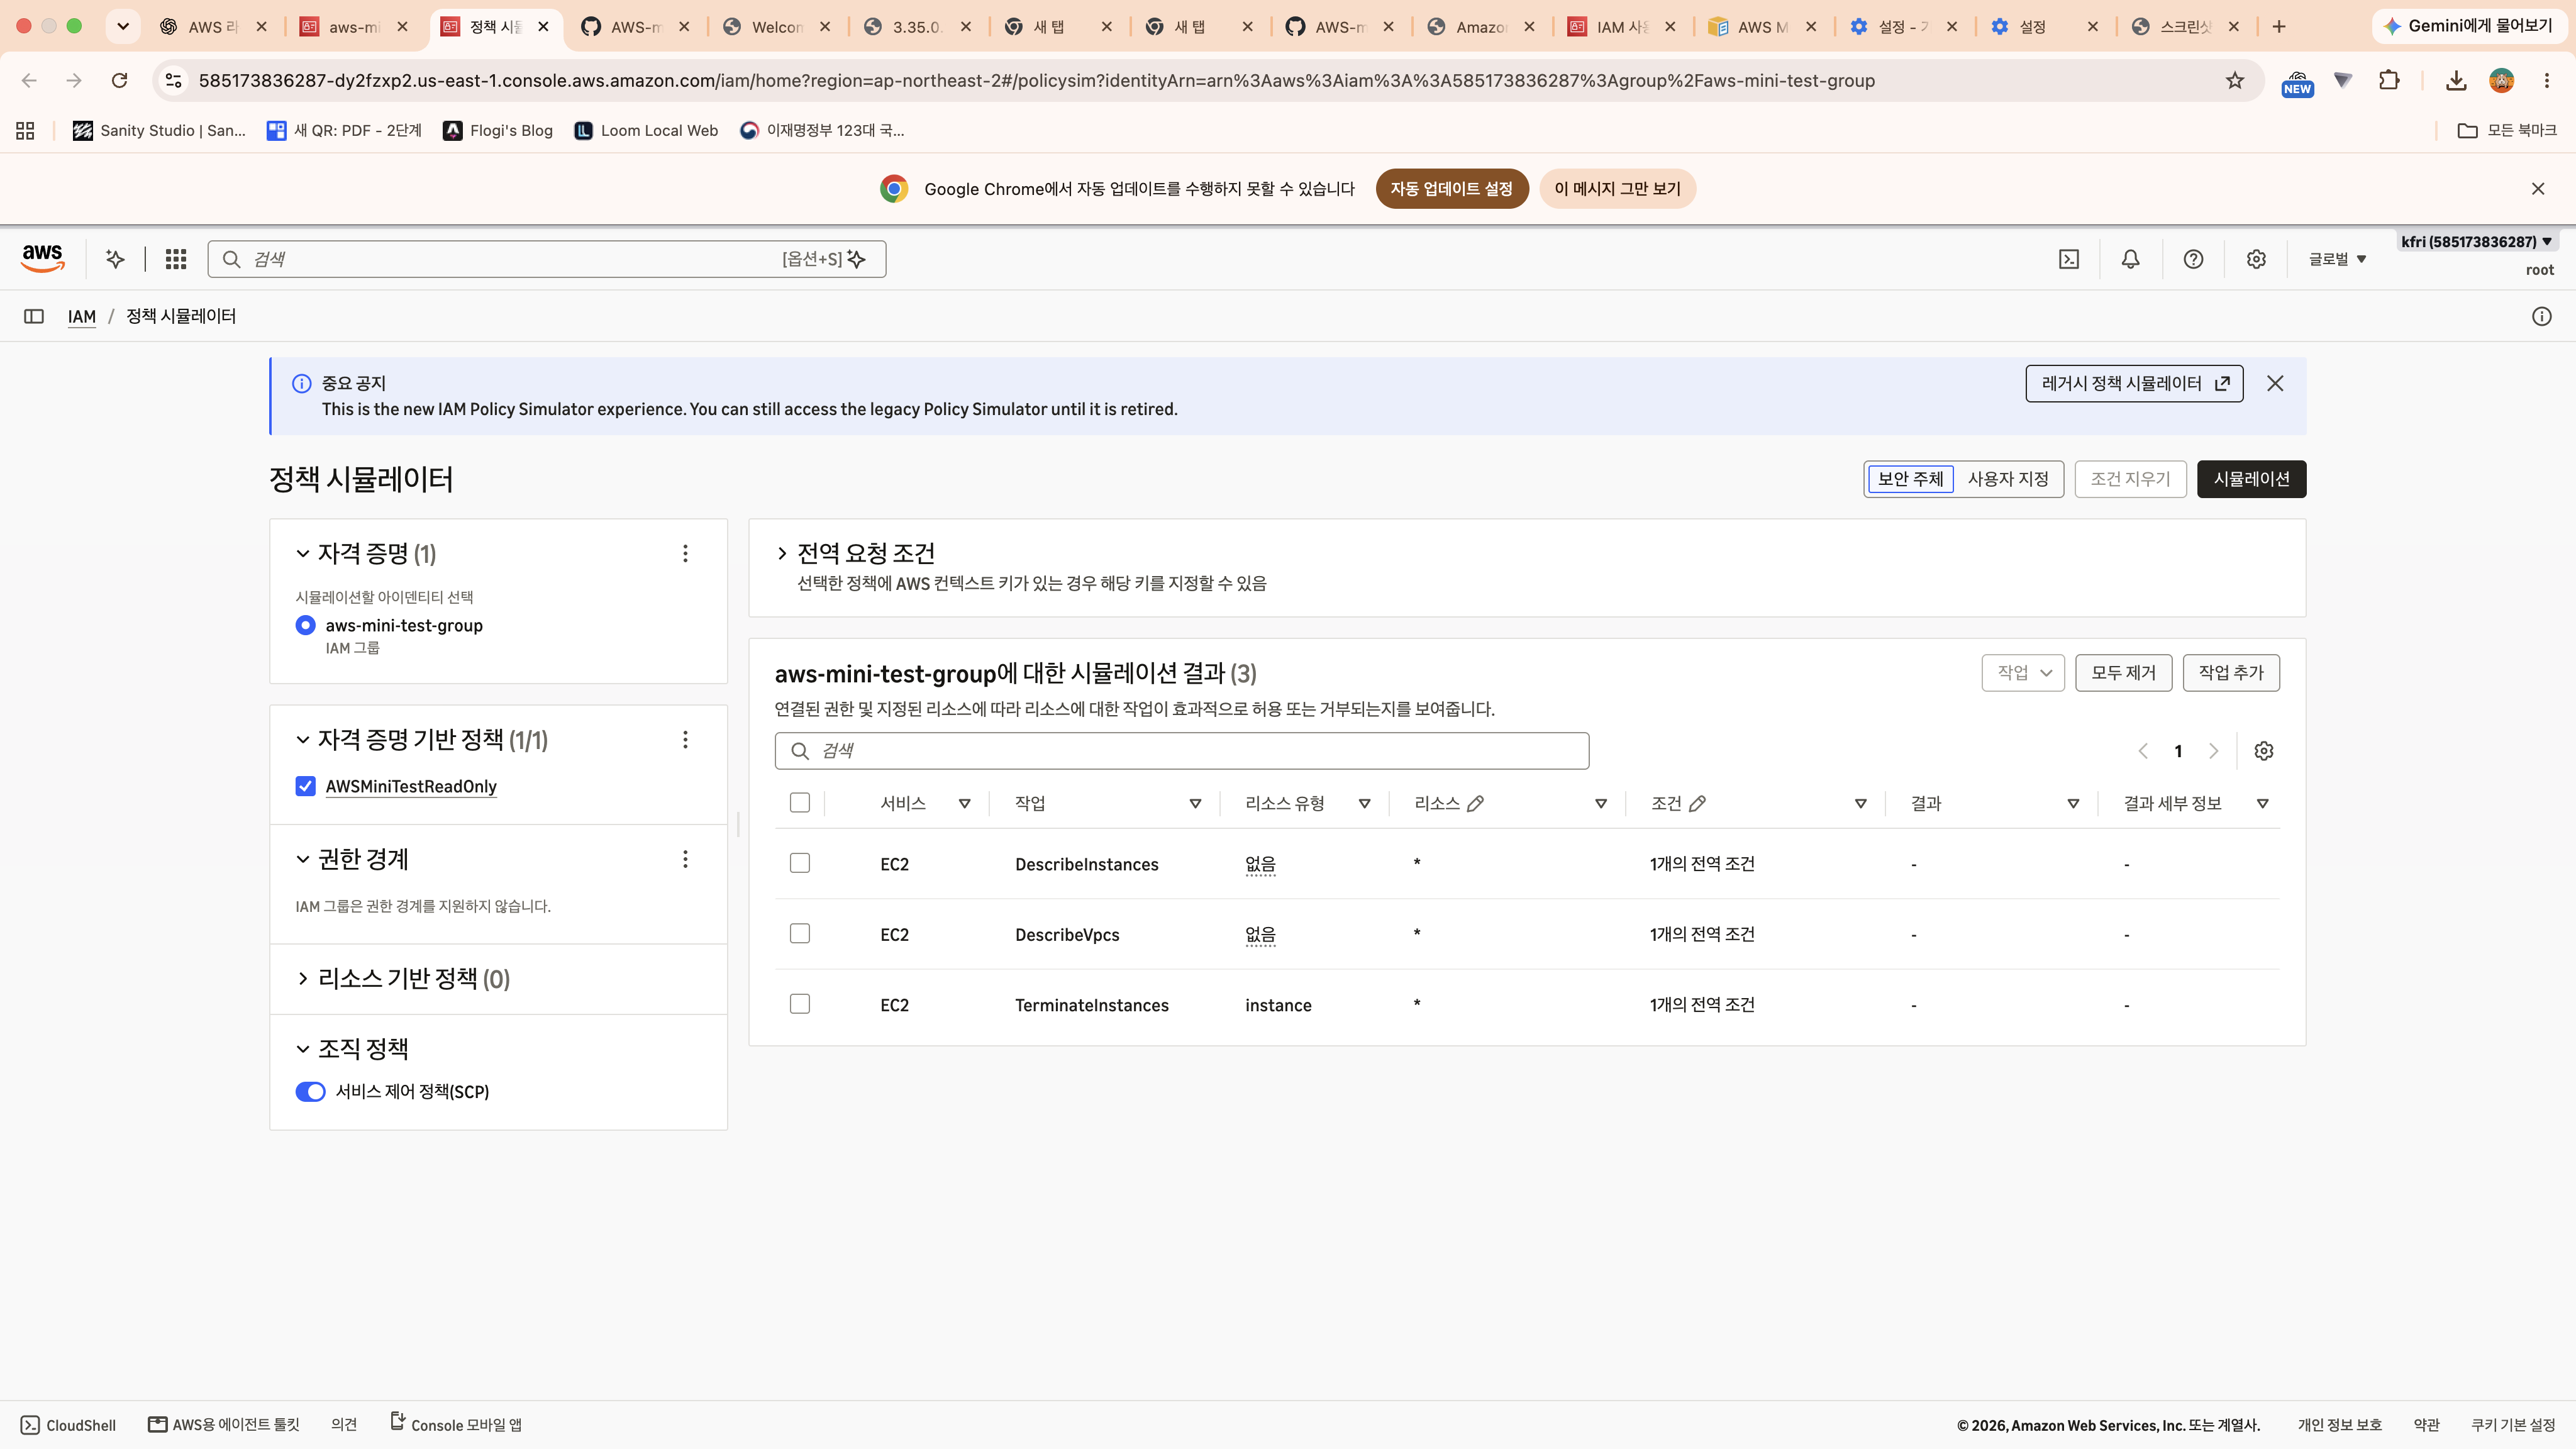 AWS 라
aws-mi
정책 시뮬
AWS-m
Welcom
3.35.0.
새 탭
새 탭
AWS-m
Amazo
IAM 사용
AWS M
설정 - 기
설정
스크린샷
Gemini에게 물어보기
585173836287-dy2fzxp2.us-east-1.console.aws.amazon.com/iam/home?region=ap-northeast-2#/policysim?identityArn=arn%3Aaws%3Aiam%3A%3A585173836287%3Agroup%2Faws-mini-test-group
NEW
Sanity Studio | San...
새 QR: PDF - 2단계
Flogi's Blog
Loom Local Web
이재명정부 123대 국...
모든 북마크
Google Chrome에서 자동 업데이트를 수행하지 못할 수 있습니다
자동 업데이트 설정
이 메시지 그만 보기
aws
검색
[옵션+S]
글로벌
kfri (585173836287)
root
IAM / 정책 시뮬레이터
중요 공지
This is the new IAM Policy Simulator experience. You can still access the legacy Policy Simulator until it is retired.
레거시 정책 시뮬레이터
정책 시뮬레이터
보안 주체
사용자 지정
조건 지우기
시뮬레이션
자격 증명 (1)
시뮬레이션할 아이덴티티 선택
aws-mini-test-group
IAM 그룹
자격 증명 기반 정책 (1/1)
AWSMiniTestReadOnly
권한 경계
IAM 그룹은 권한 경계를 지원하지 않습니다.
리소스 기반 정책 (0)
조직 정책
서비스 제어 정책(SCP)
전역 요청 조건
선택한 정책에 AWS 컨텍스트 키가 있는 경우 해당 키를 지정할 수 있음
aws-mini-test-group에 대한 시뮬레이션 결과 (3)
작업
모두 제거
작업 추가
연결된 권한 및 지정된 리소스에 따라 리소스에 대한 작업이 효과적으로 허용 또는 거부되는지를 보여줍니다.
검색
1
서비스 작업 리소스 유형 리소스 조건 결과 결과 세부 정보
EC2 DescribeInstances 없음 * 1개의 전역 조건 - -
EC2 DescribeVpcs 없음 * 1개의 전역 조건 - -
EC2 TerminateInstances instance * 1개의 전역 조건 - -
CloudShell
AWS용 에이전트 툴킷
의견
Console 모바일 앱
© 2026, Amazon Web Services, Inc. 또는 계열사.
개인 정보 보호
약관
쿠키 기본 설정